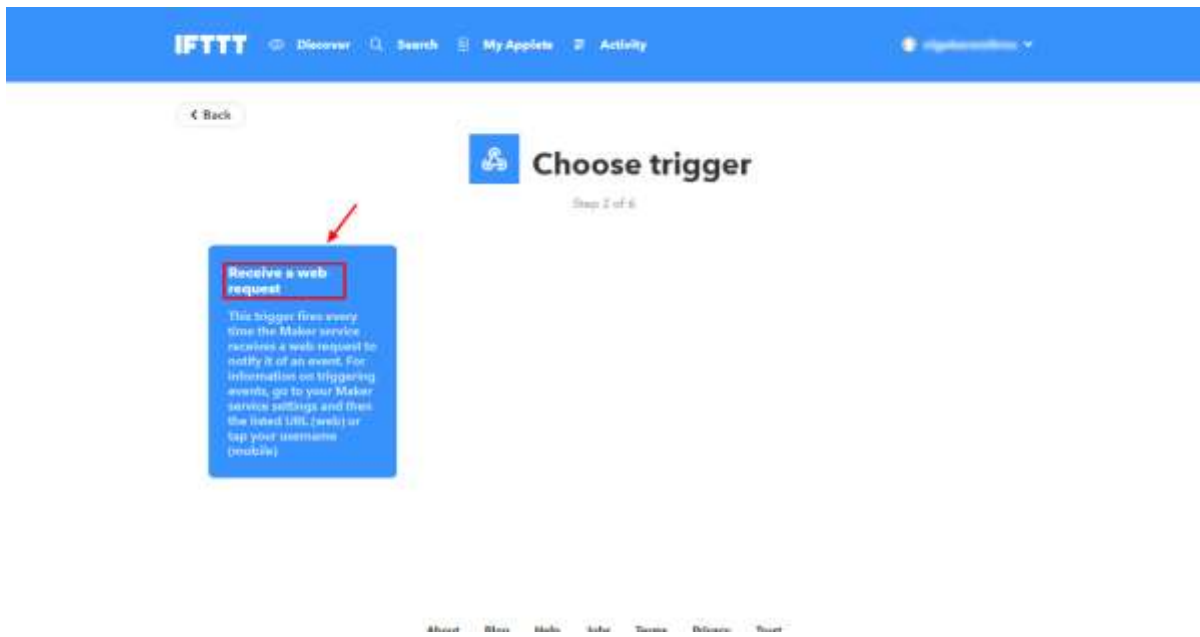 IFTTT Discover Search My Applets Activity
Back
Choose trigger
Step 2 of 6
Receive a web
request
This trigger fires every
time the Maker service
receives a web request to
notify it of an event. For
information on triggering
events, go to your Maker
service settings and then
the listed URL (web) or
tap your username
(mobile)
About Blog Help Jobs Terms Privacy Trust